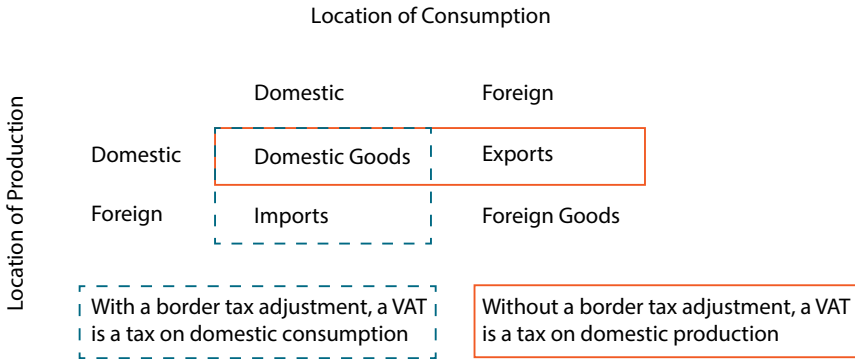 Location of Consumption
Domestic Foreign
Location of Production
Domestic Domestic Goods Exports
Foreign Imports Foreign Goods
With a border tax adjustment, a VAT
is a tax on domestic consumption
Without a border tax adjustment, a VAT
is a tax on domestic production